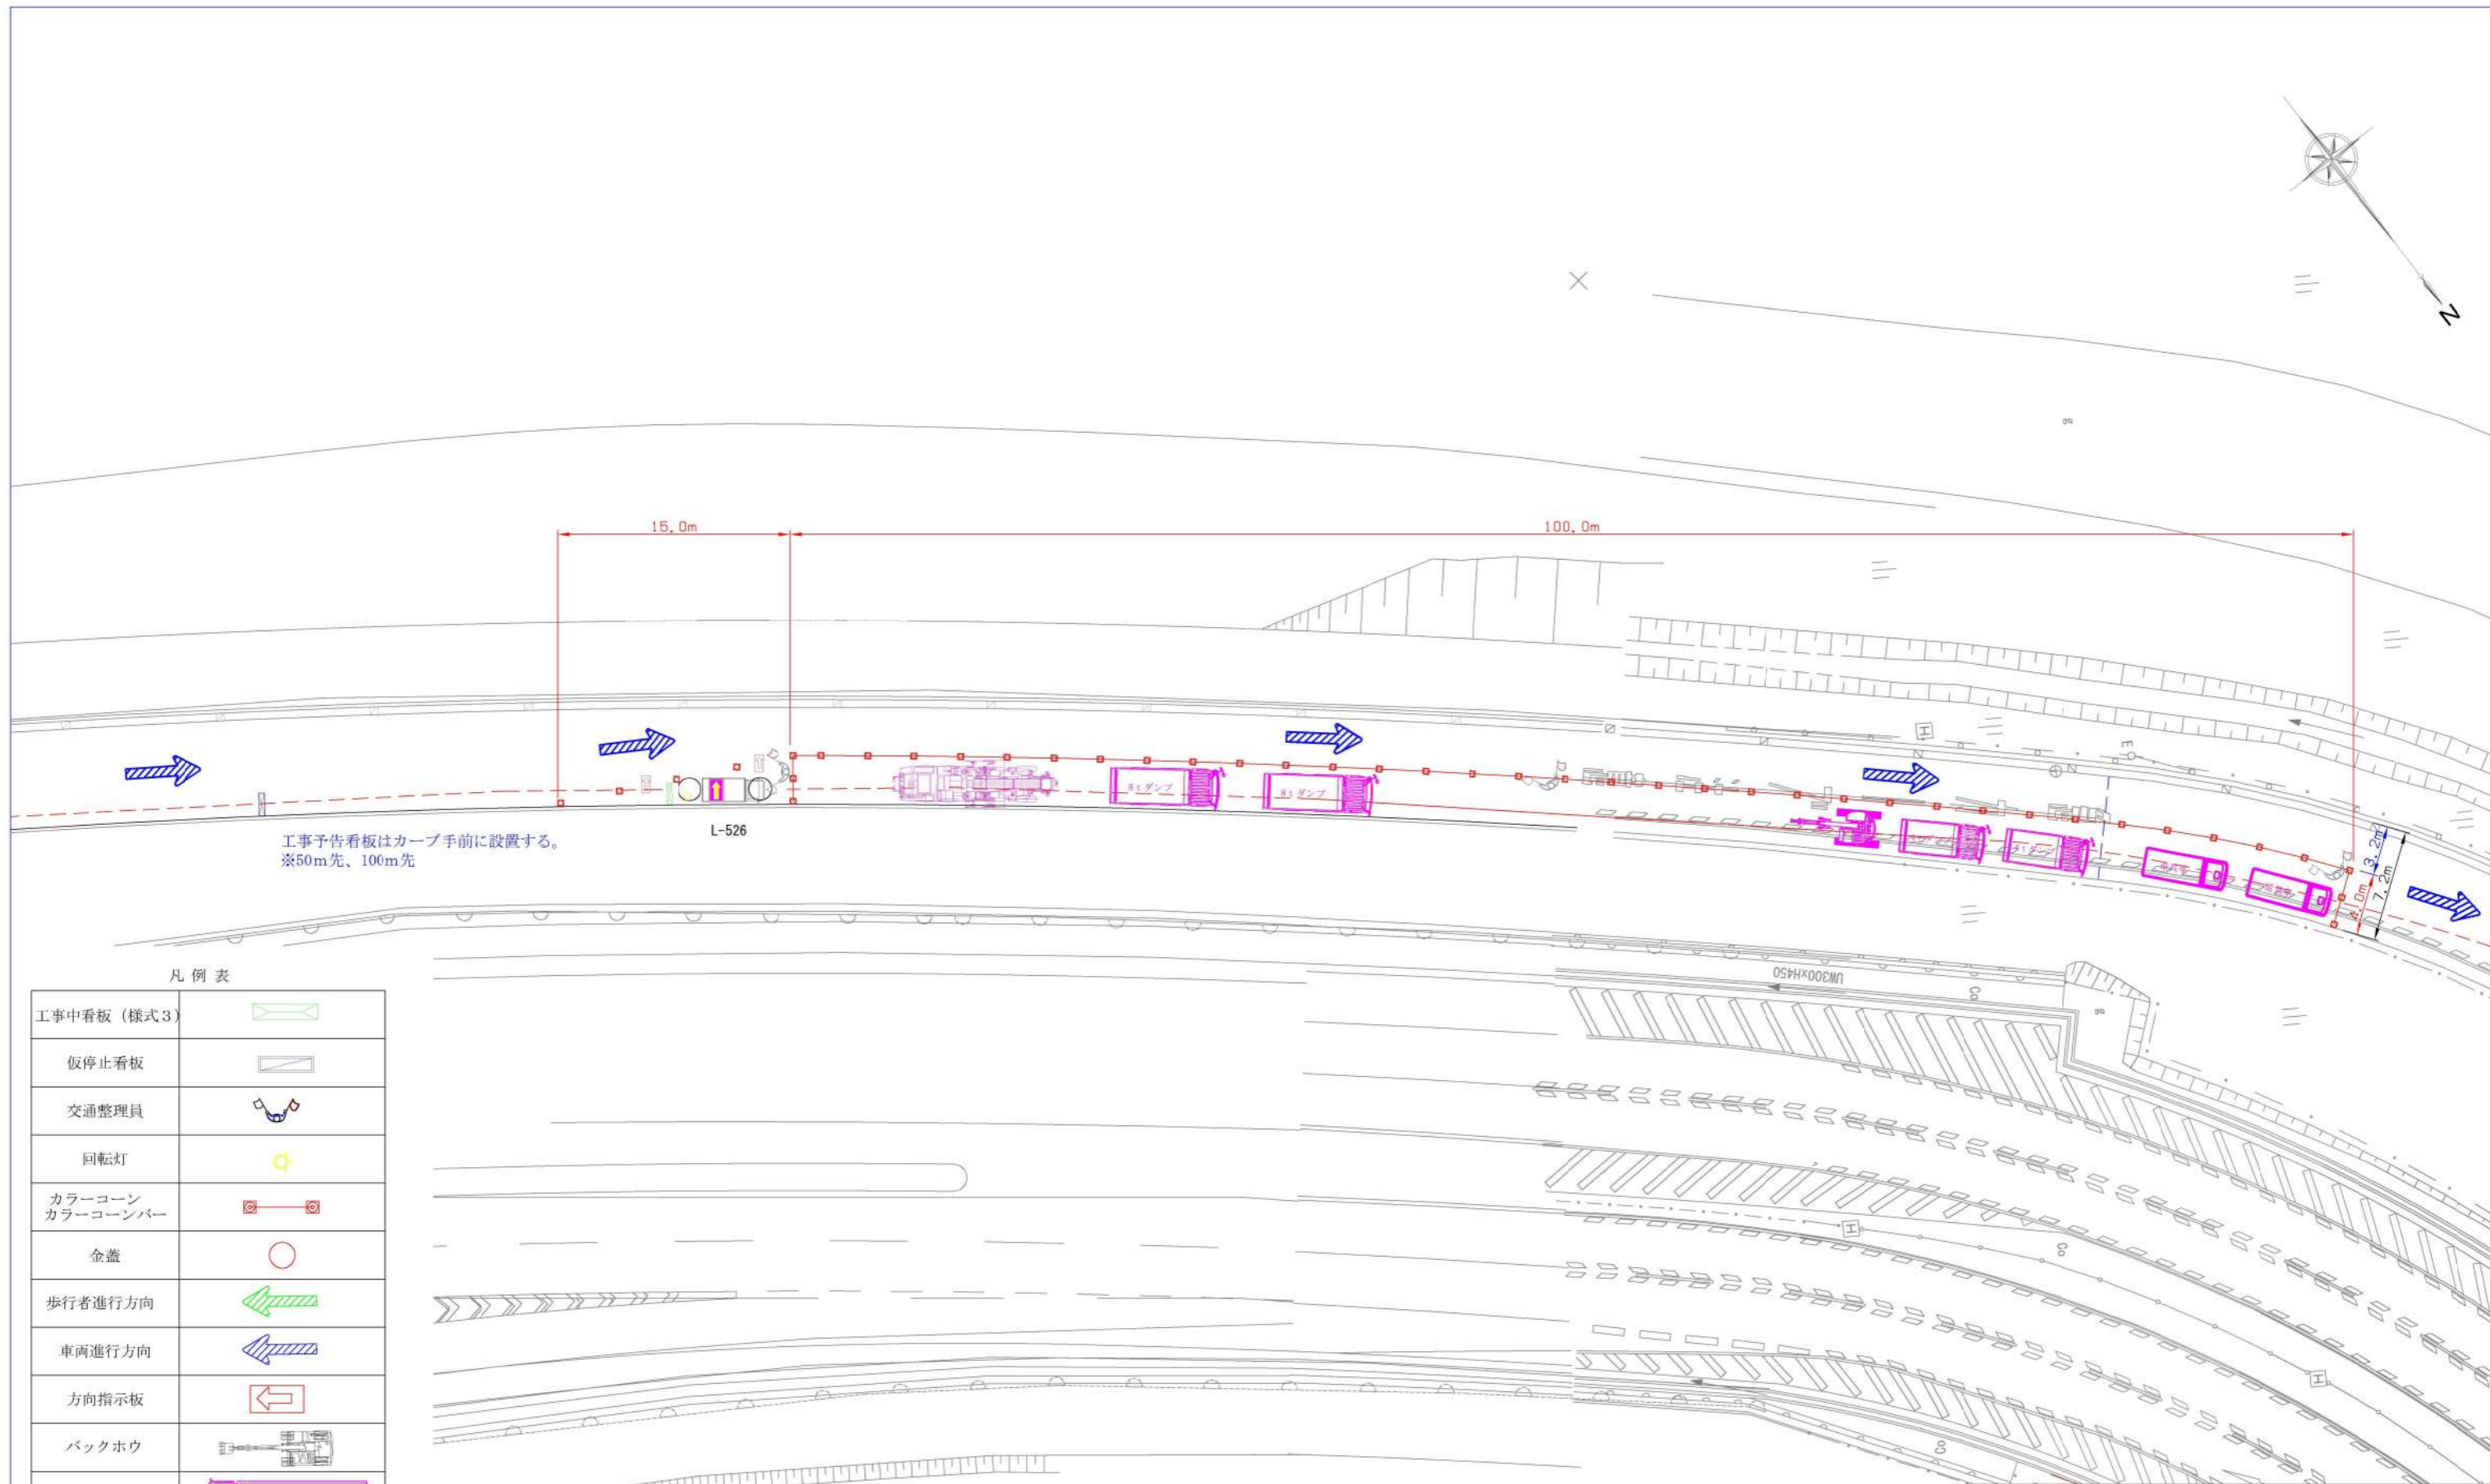 N
15.0m
100.0m
H
E
8tダンプ
8tダンプ
L-526
工事予告看板はカーブ手前に設置する。
※50m先、100m先
3.2m
4.0m
7.2m
UW300xH450
Co
凡例表
工事中看板（様式3）
仮停止看板
交通整理員
回転灯
カラーコーン
カラーコーンバー
金蓋
歩行者進行方向
車両進行方向
方向指示板
バックホウ
H
Co
H
Co